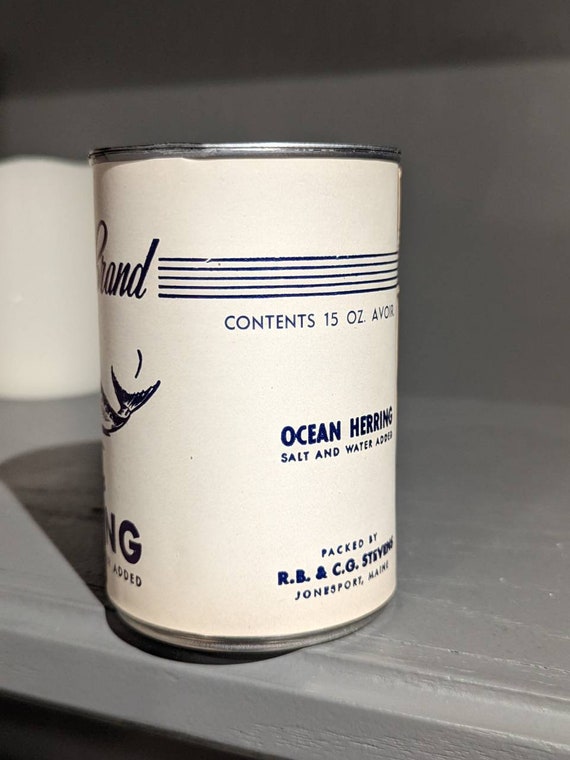 Brand
CONTENTS 15 OZ. AVOIR
OCEAN HERRING
SALT AND WATER ADDED
NG
ADDED
PACKED BY
R.B. & C.G. STEVENS
JONESPORT, MAINE